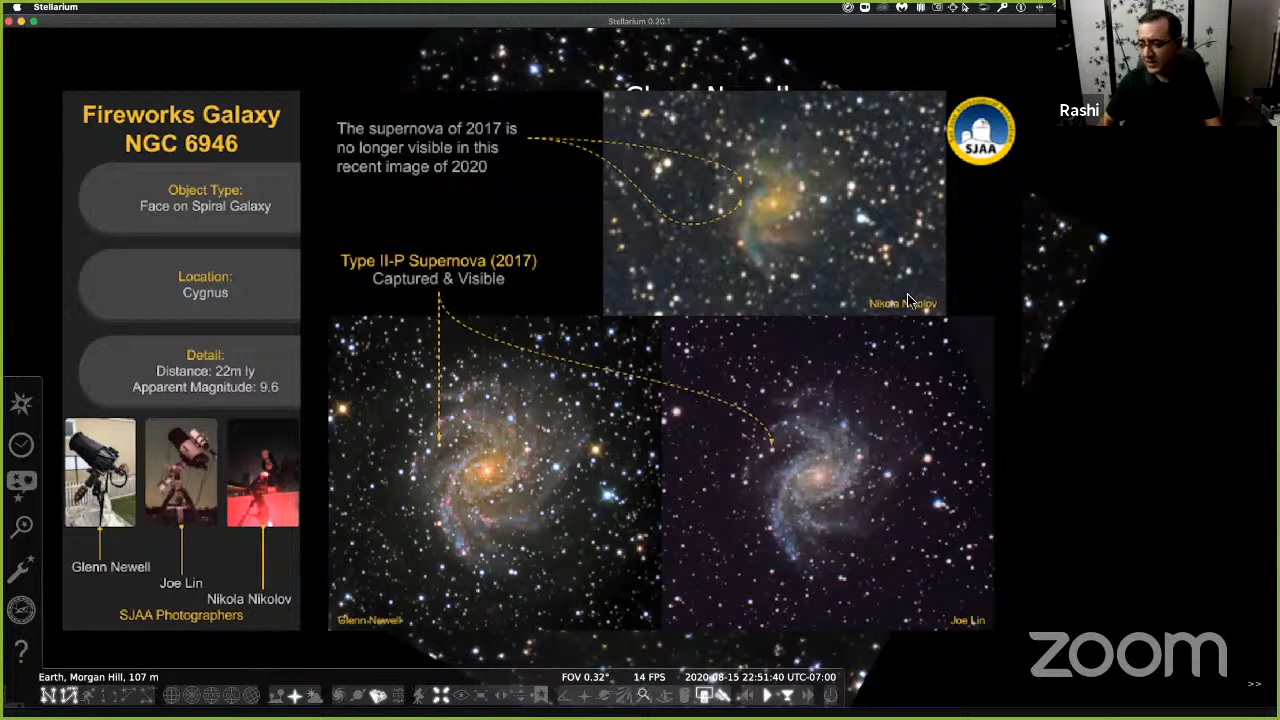 Stellarium
Stellarium 0.20.1
Rashi
Fireworks Galaxy
NGC 6946
Object Type:
Face on Spiral Galaxy
Location:
Cygnus
Detail:
Distance: 22m ly
Apparent Magnitude: 9.6
Glenn Newell
Joe Lin
Nikola Nikolov
SJAA Photographers
The supernova of 2017 is
no longer visible in this
recent image of 2020
SJAA
Nikola Nikolov
Type II-P Supernova (2017)
Captured & Visible
Glenn Newell
Joe Lin
zoom
Earth, Morgan Hill, 107 m
FOV 0.32°
14 FPS
2020-08-15 22:51:40 UTC-07:00
>>